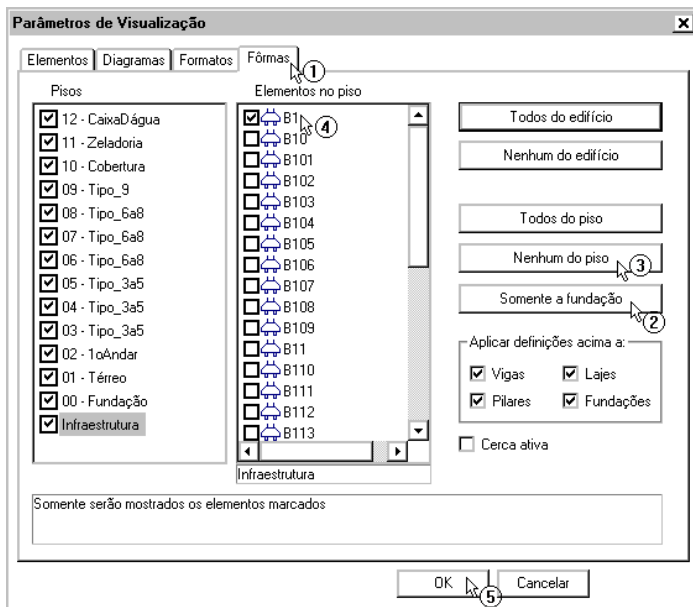 Parâmetros de Visualização
Elementos Diagramas Formatos Fôrmas
1
Pisos
12 - CaixaDágua
11 - Zeladoria
10 - Cobertura
09 - Tipo_9
08 - Tipo_6a8
07 - Tipo_6a8
06 - Tipo_6a8
05 - Tipo_3a5
04 - Tipo_3a5
03 - Tipo_3a5
02 - 1oAndar
01 - Térreo
00 - Fundação
Infraestrutura
Elementos no piso
B1
4
B10
B101
B102
B103
B104
B105
B106
B107
B108
B109
B11
B110
B111
B112
B113
Infraestrutura
Todos do edifício
Nenhum do edifício
Todos do piso
Nenhum do piso
3
Somente a fundação
2
Aplicar definições acima a:
Vigas Lajes
Pilares Fundações
Cerca ativa
Somente serão mostrados os elementos marcados
OK Cancelar
5